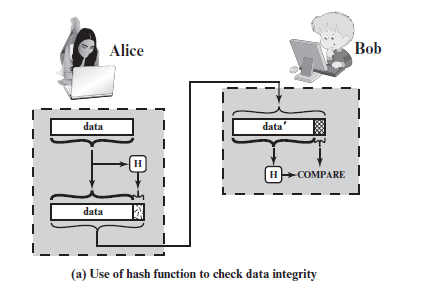 Alice
Bob
data
H
data
data′
H
COMPARE
(a) Use of hash function to check data integrity